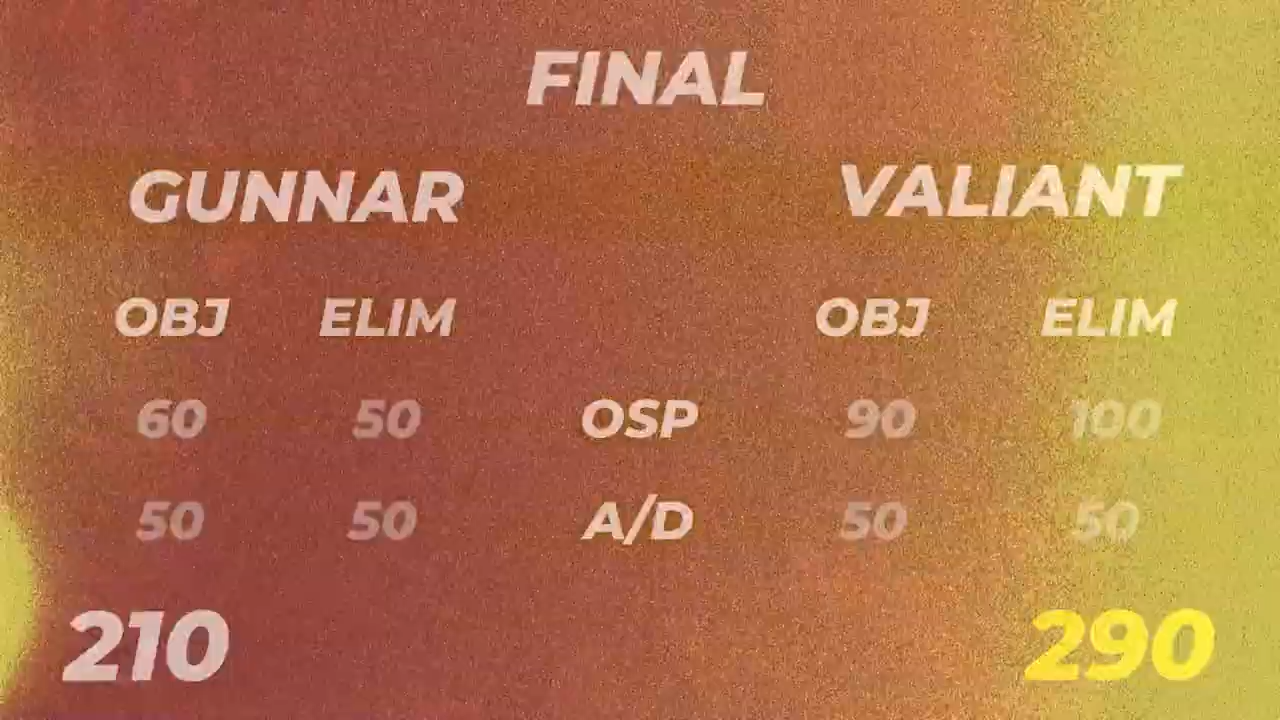 FINAL
GUNNAR VALIANT
OBJ ELIM OBJ ELIM
60 50 OSP 90 100
50 50 A/D 50 50
210 290